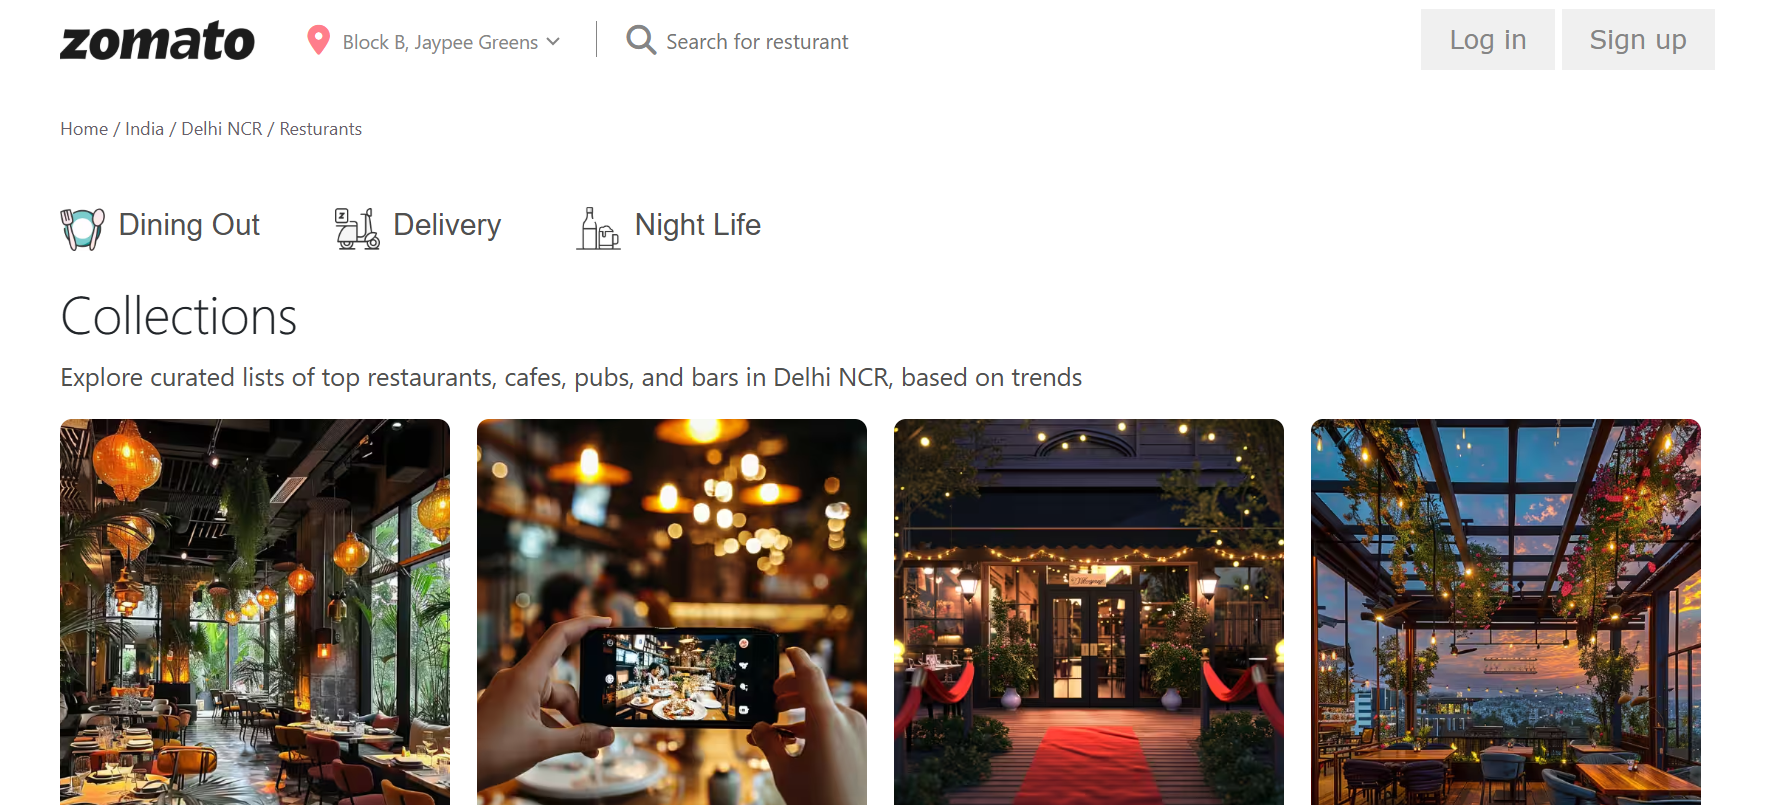 zomato
Block B, Jaypee Greens
Search for resturant
Log in
Sign up
Home / India / Delhi NCR / Resturants
Dining Out
Delivery
Night Life
Collections
Explore curated lists of top restaurants, cafes, pubs, and bars in Delhi NCR, based on trends